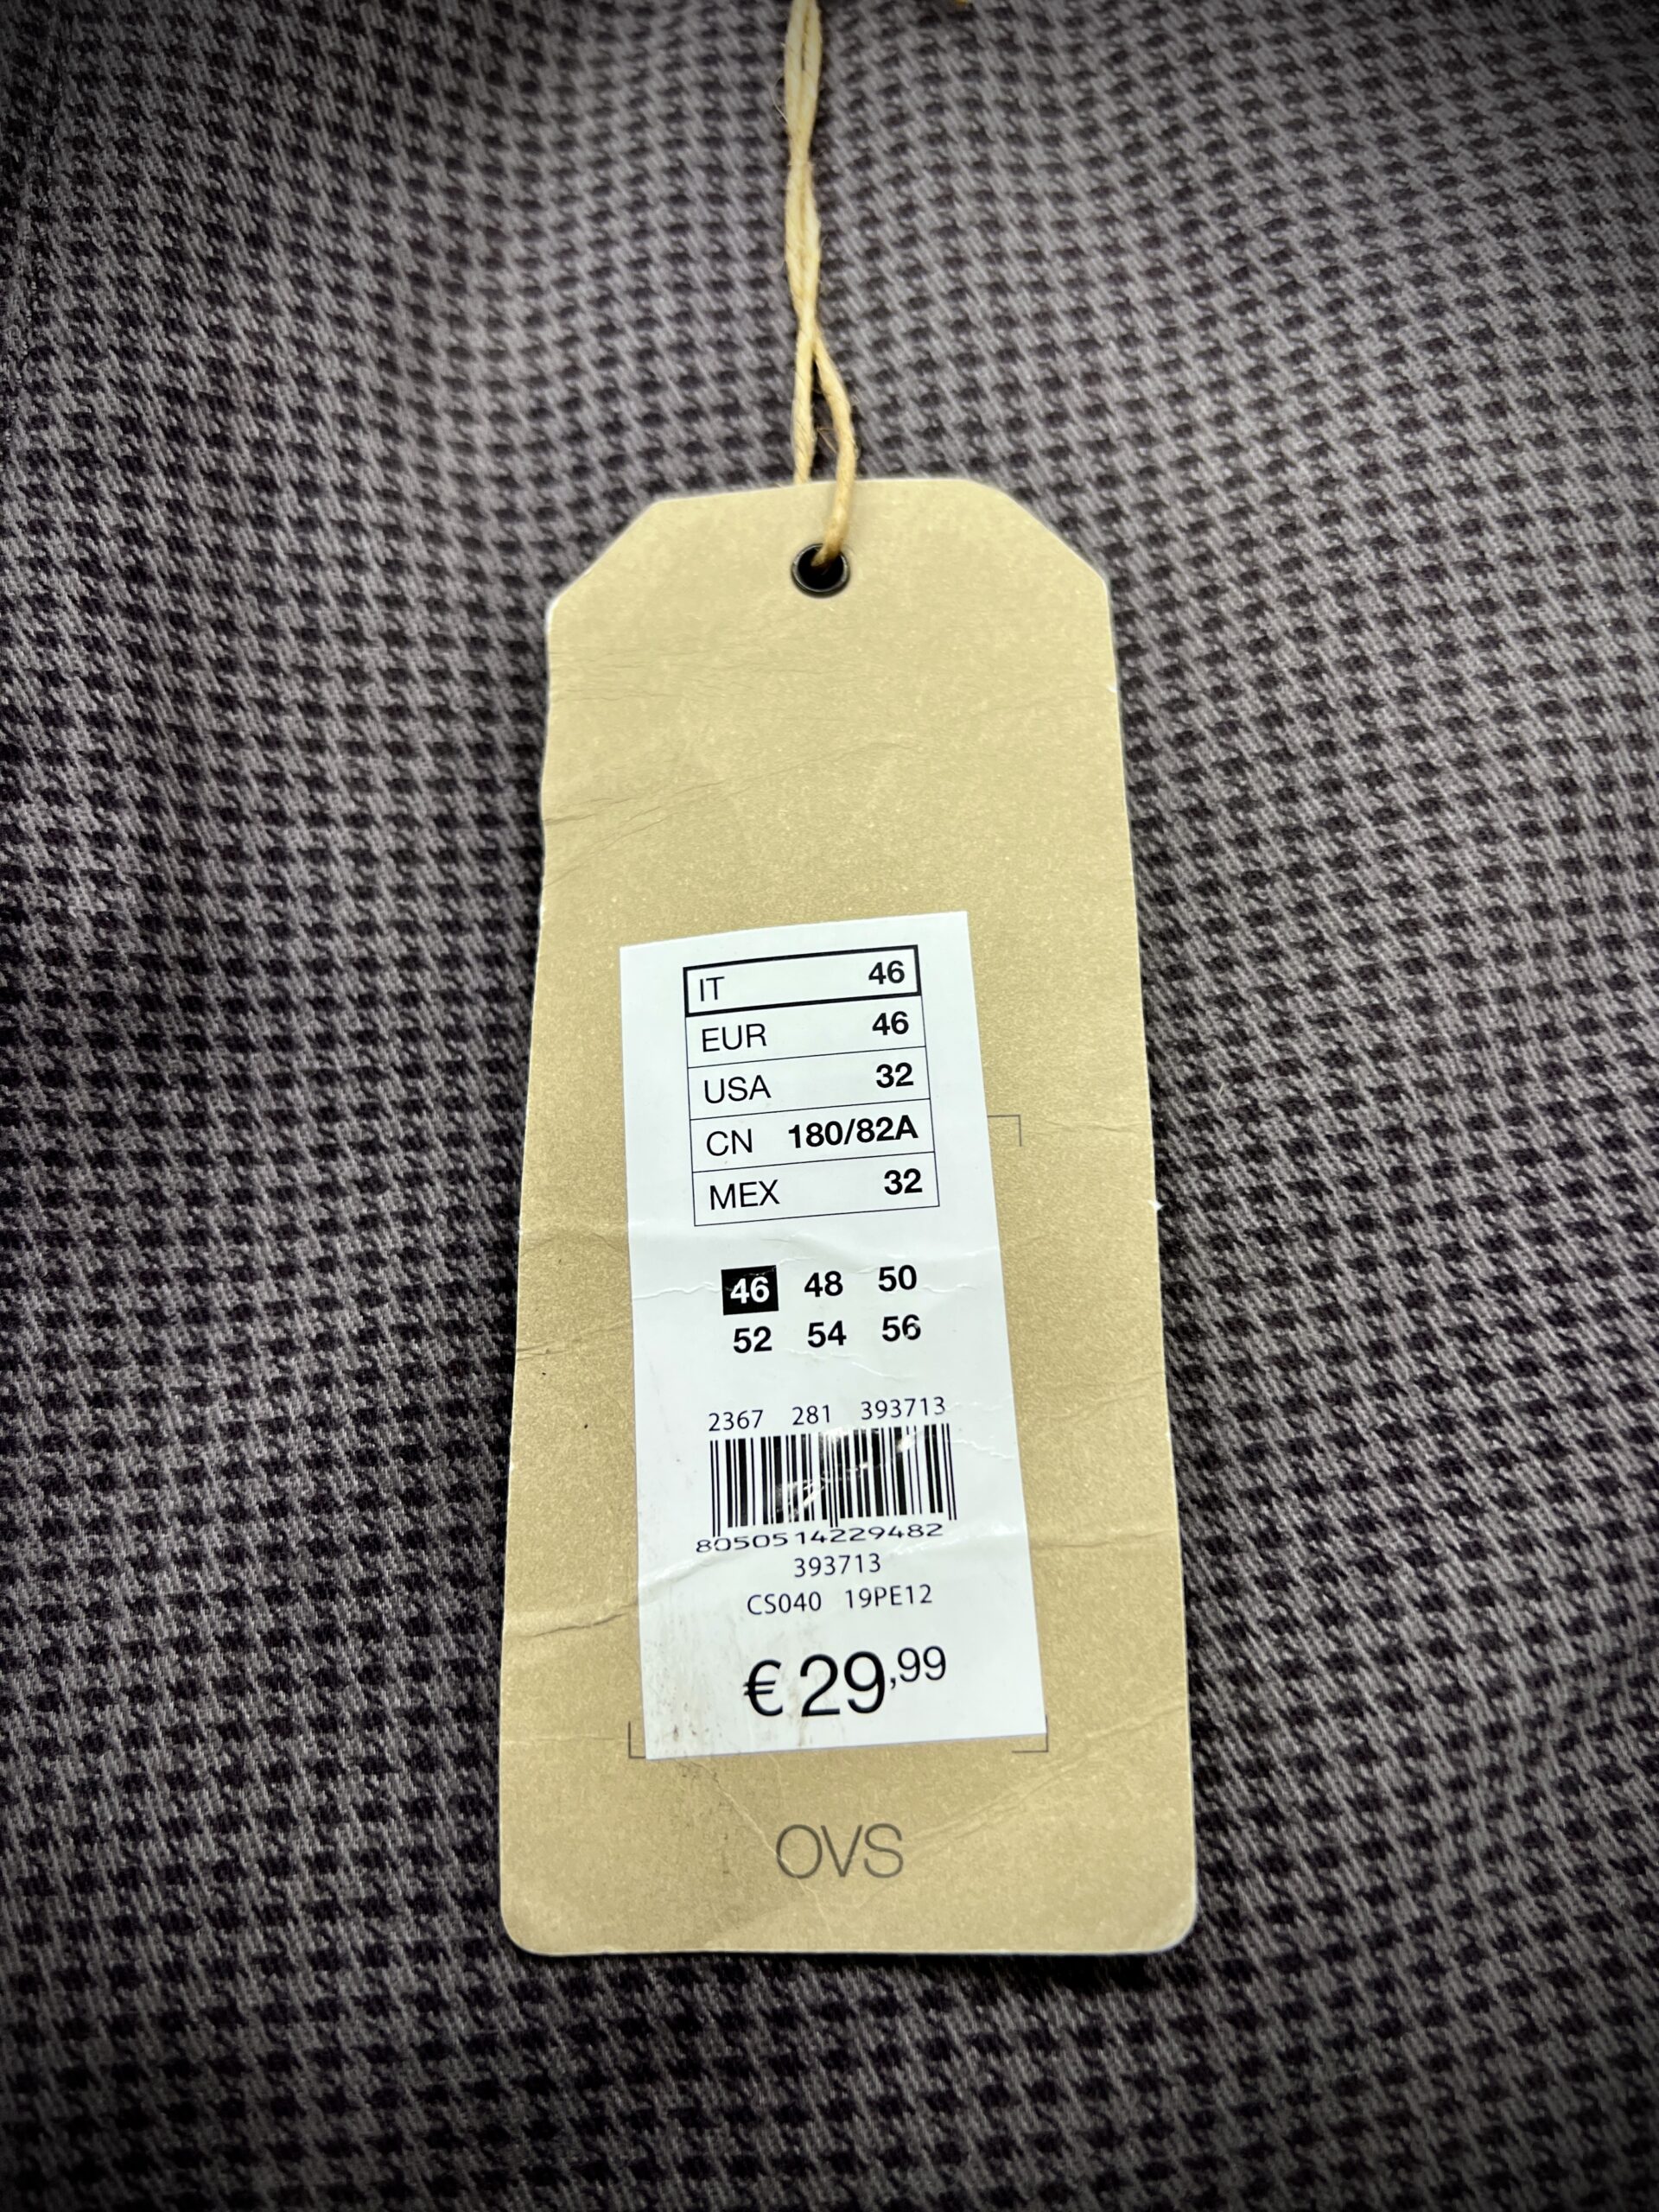 IT 46
EUR 46
USA 32
CN 180/82A
MEX 32
46 48 50
52 54 56
2367 281 393713
8050514229482
393713
CS040 19PE12
€ 29,99
OVS